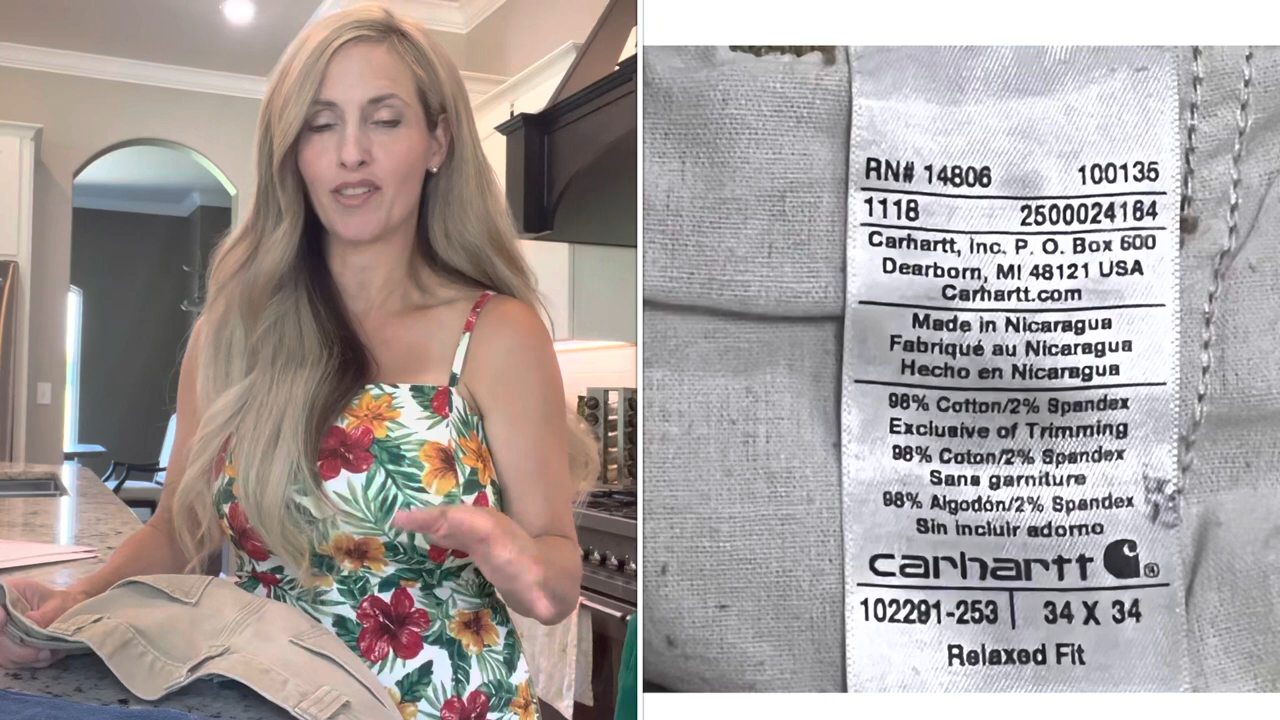 RN# 14806 100135
1118 2500024164
Carhartt, Inc. P. O. Box 600
Dearborn, MI 48121 USA
Carhartt.com
Made in Nicaragua
Fabriqué au Nicaragua
Hecho en Nicaragua
98% Cotton/2% Spandex
Exclusive of Trimming
98% Coton/2% Spandex
Sans garniture
98% Algodón/2% Spandex
Sin incluir adorno
carhartt ®
102291-253 | 34 X 34
Relaxed Fit